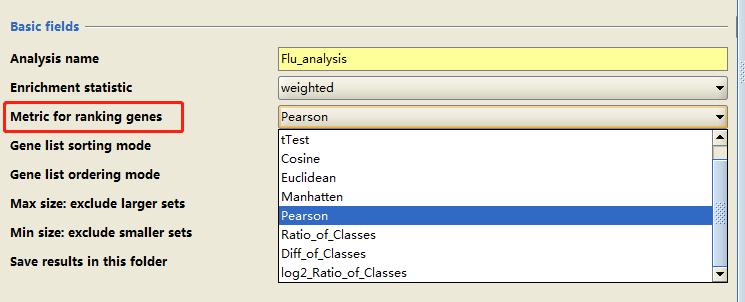 Basic fields
Analysis name Flu_analysis
Enrichment statistic weighted
Metric for ranking genes Pearson
Gene list sorting mode
Gene list ordering mode
Max size: exclude larger sets
Min size: exclude smaller sets
Save results in this folder
tTest
Cosine
Euclidean
Manhatten
Pearson
Ratio_of_Classes
Diff_of_Classes
log2_Ratio_of_Classes